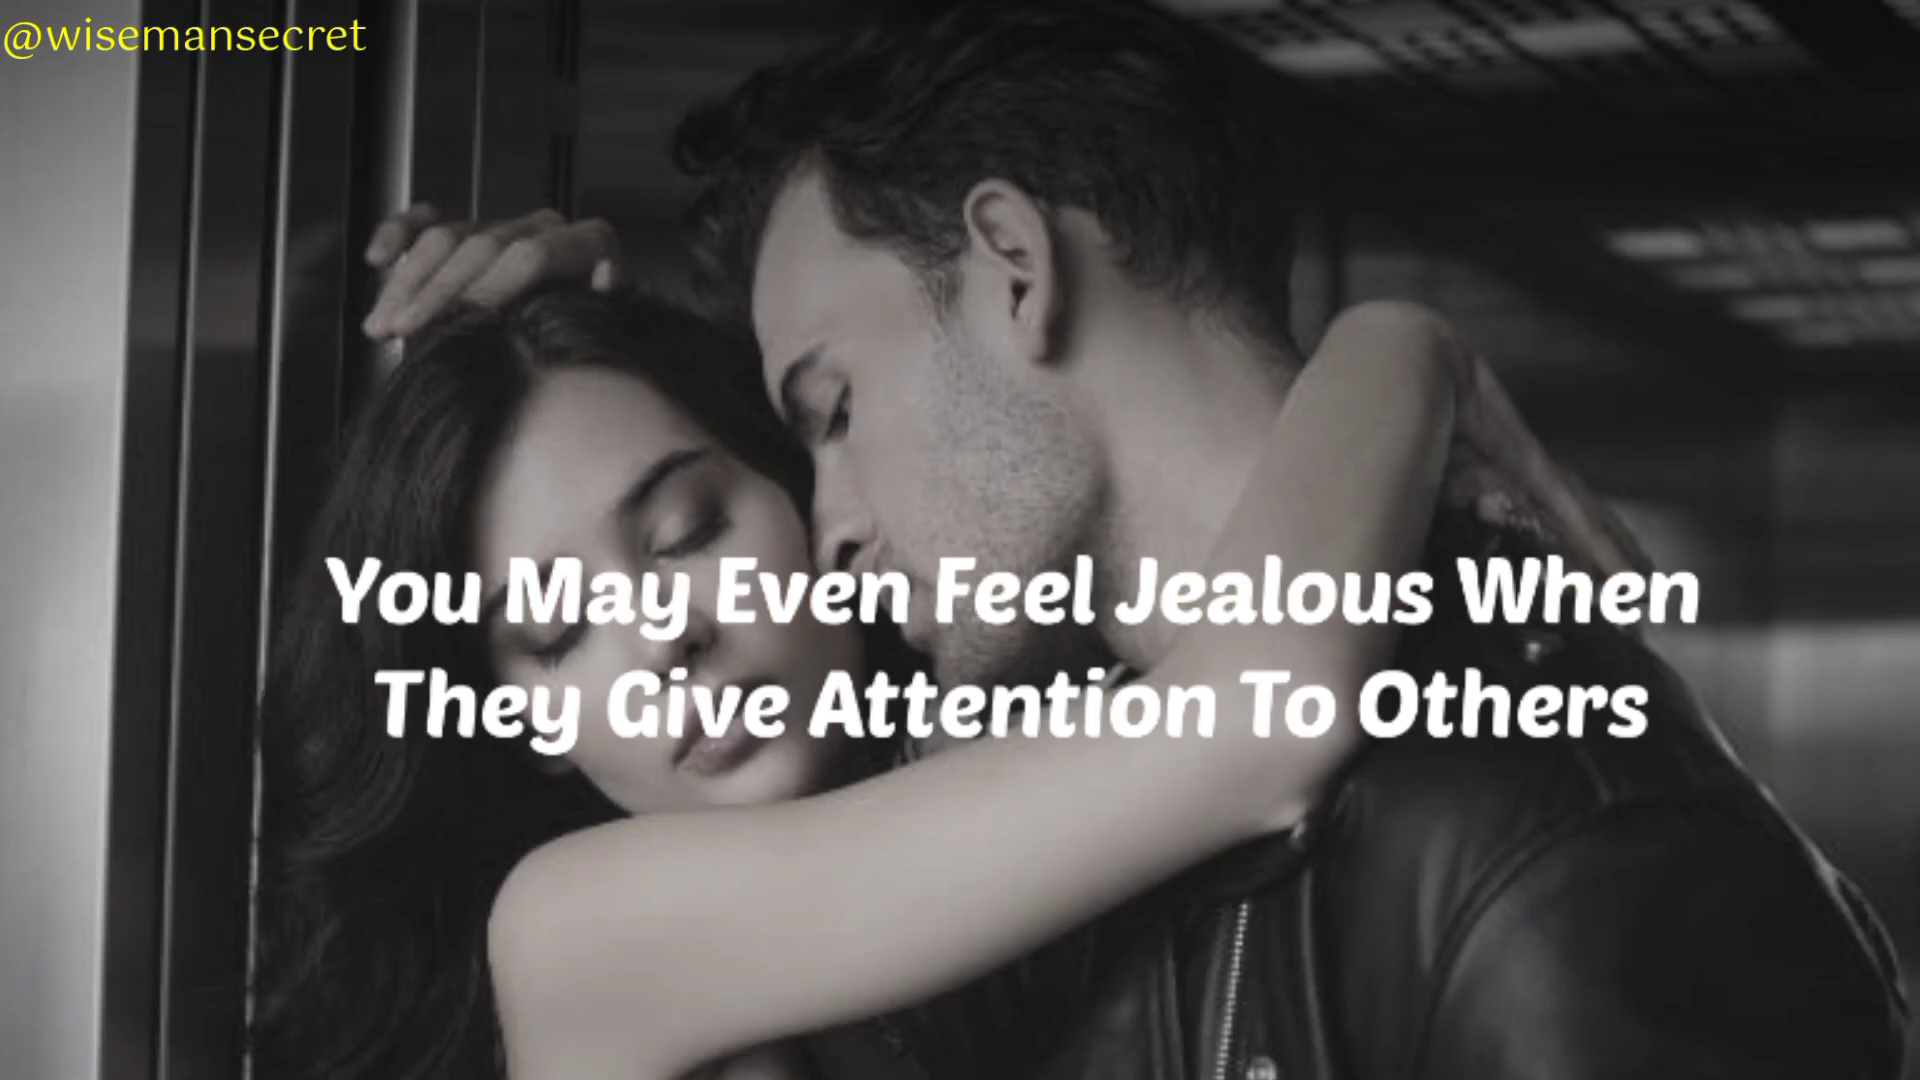 @wisemansecret
You May Even Feel Jealous When
They Give Attention To Others